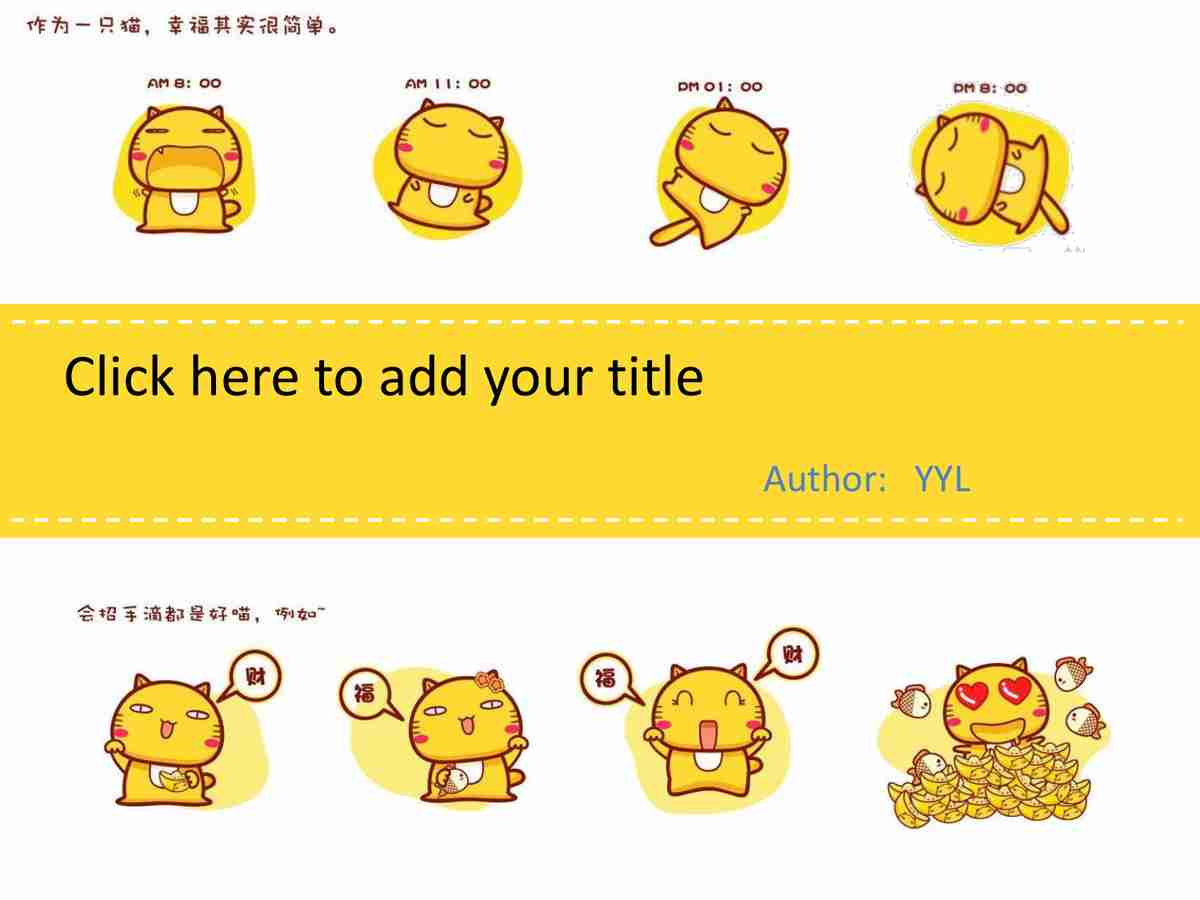 作为一只猫，幸福其实很简单。
AM 8：00
AM 11：00
PM 01：00
PM 8：00
Click here to add your title
Author: YYL
会招手滴都是好喵，例如~
财
福
福
财